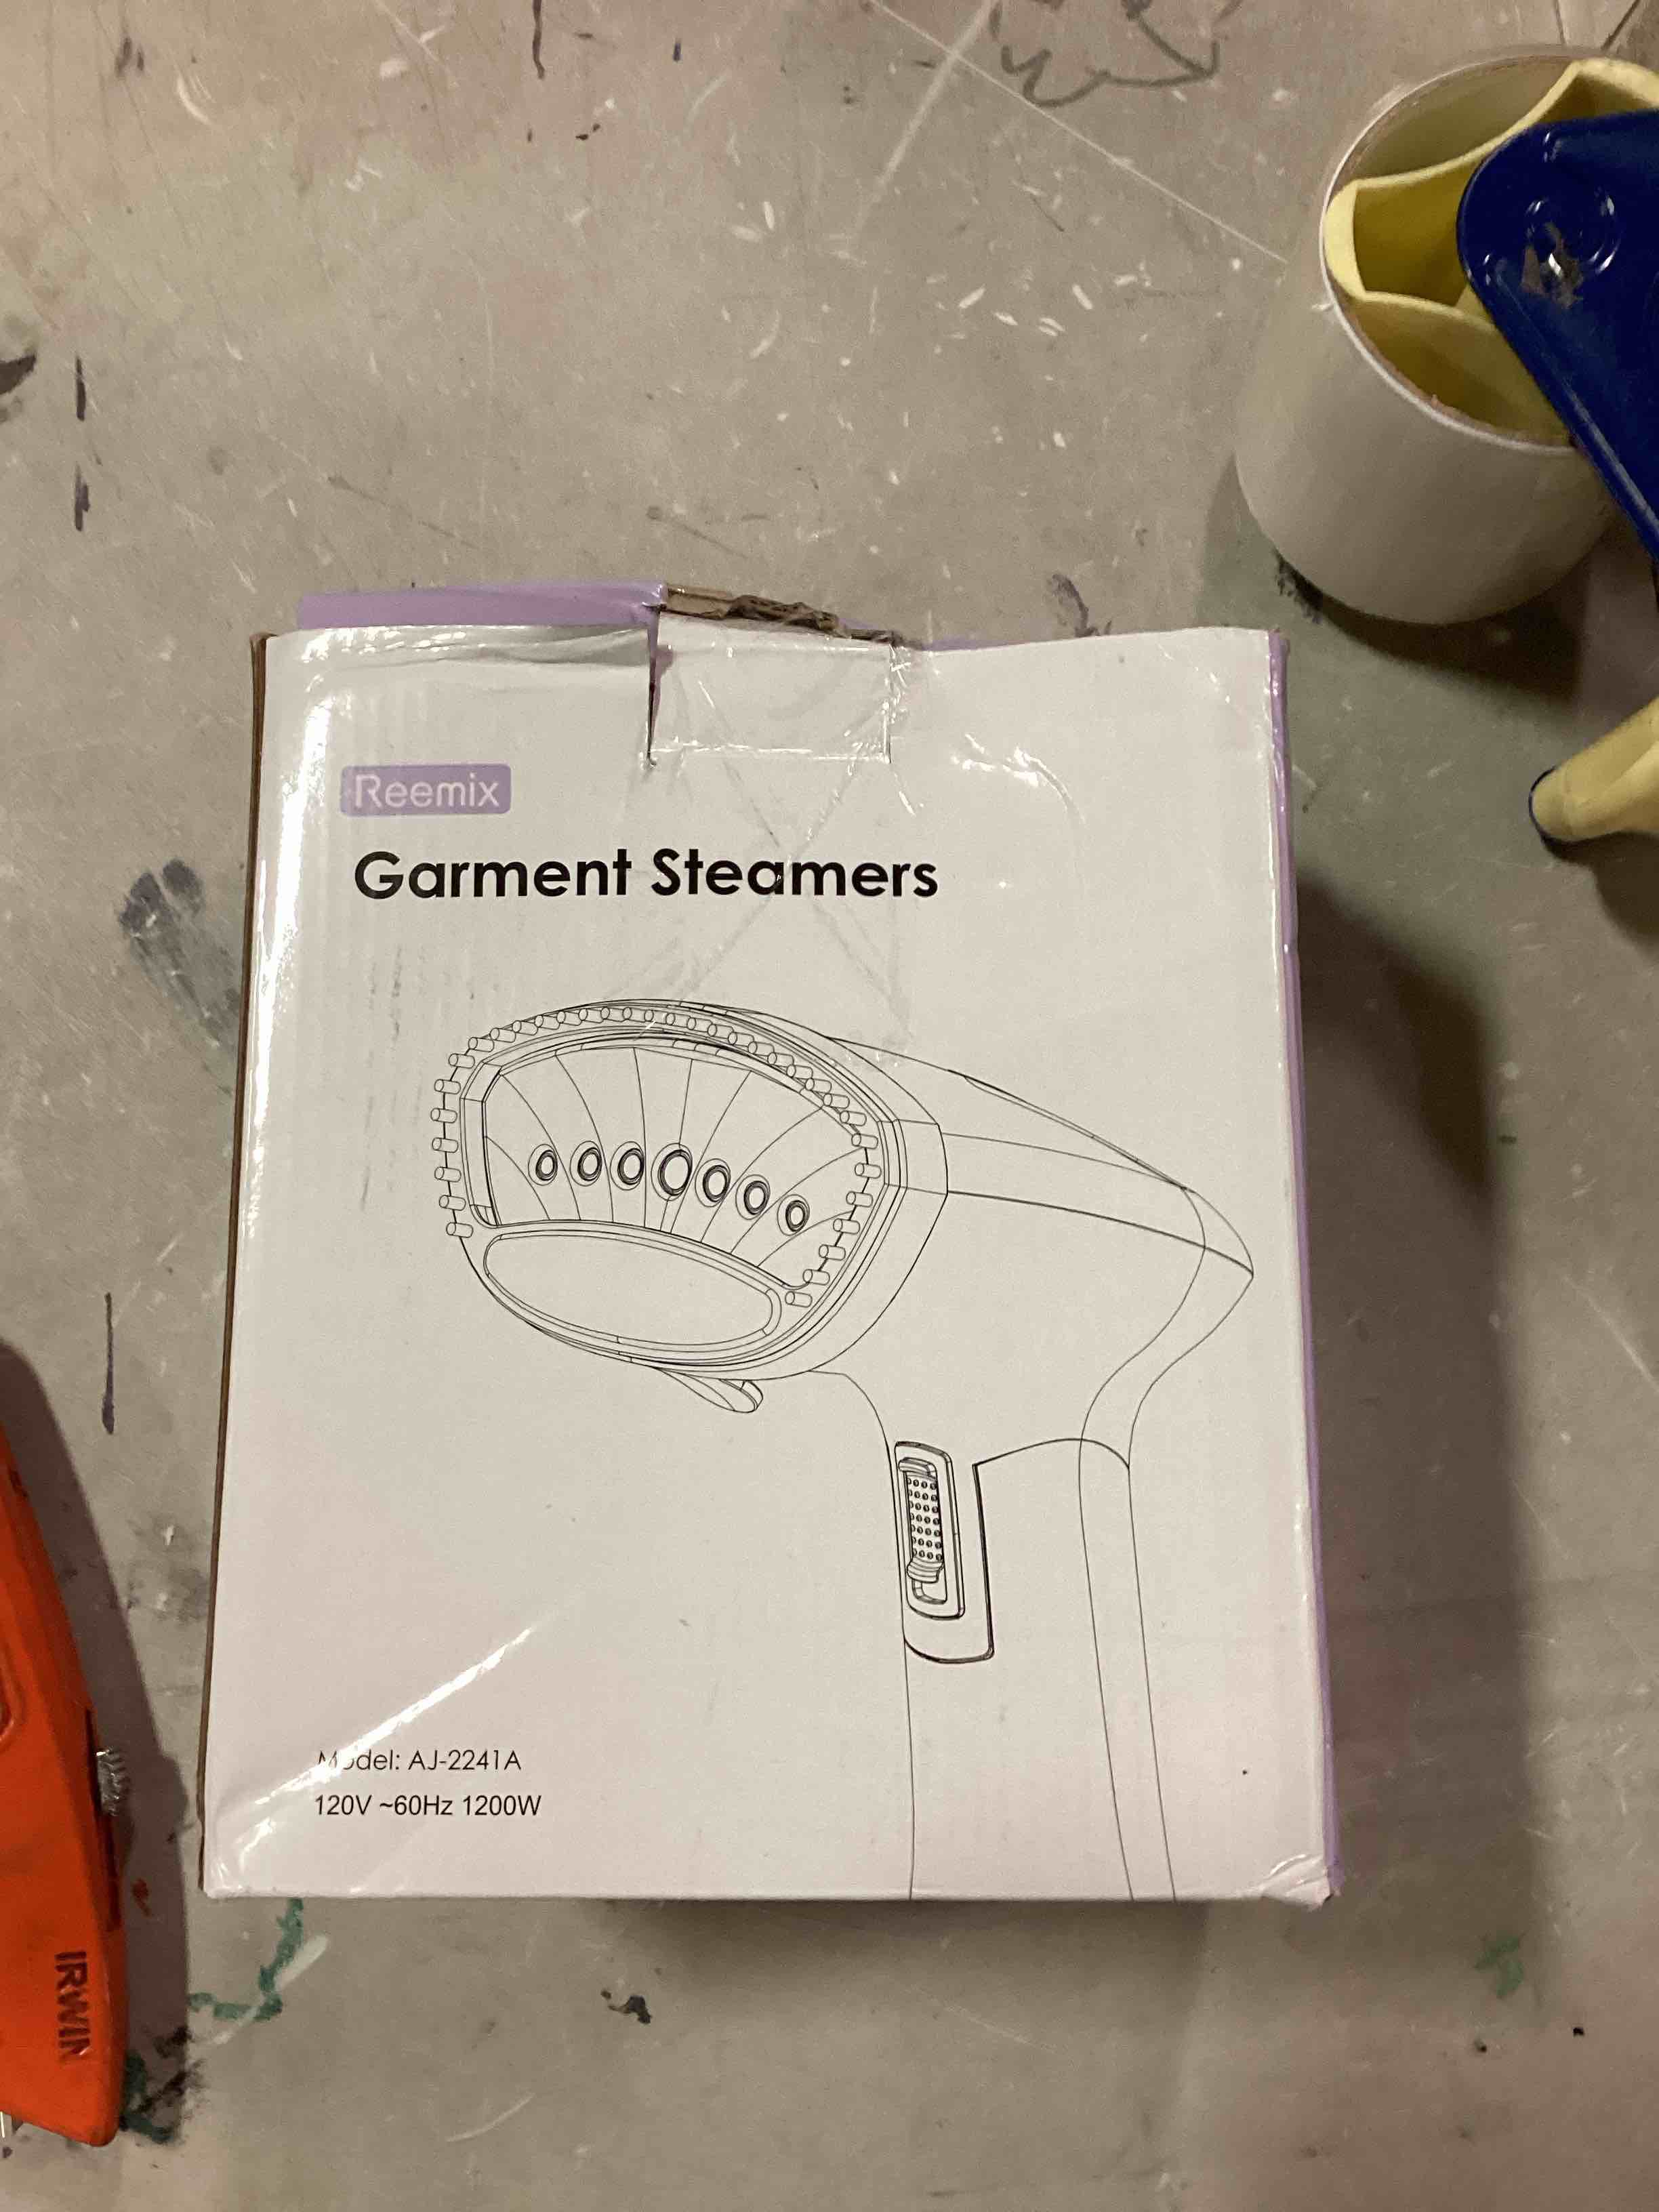 Reemix
Garment Steamers
Model: AJ-2241A
120V ~60Hz 1200W
IRWIN